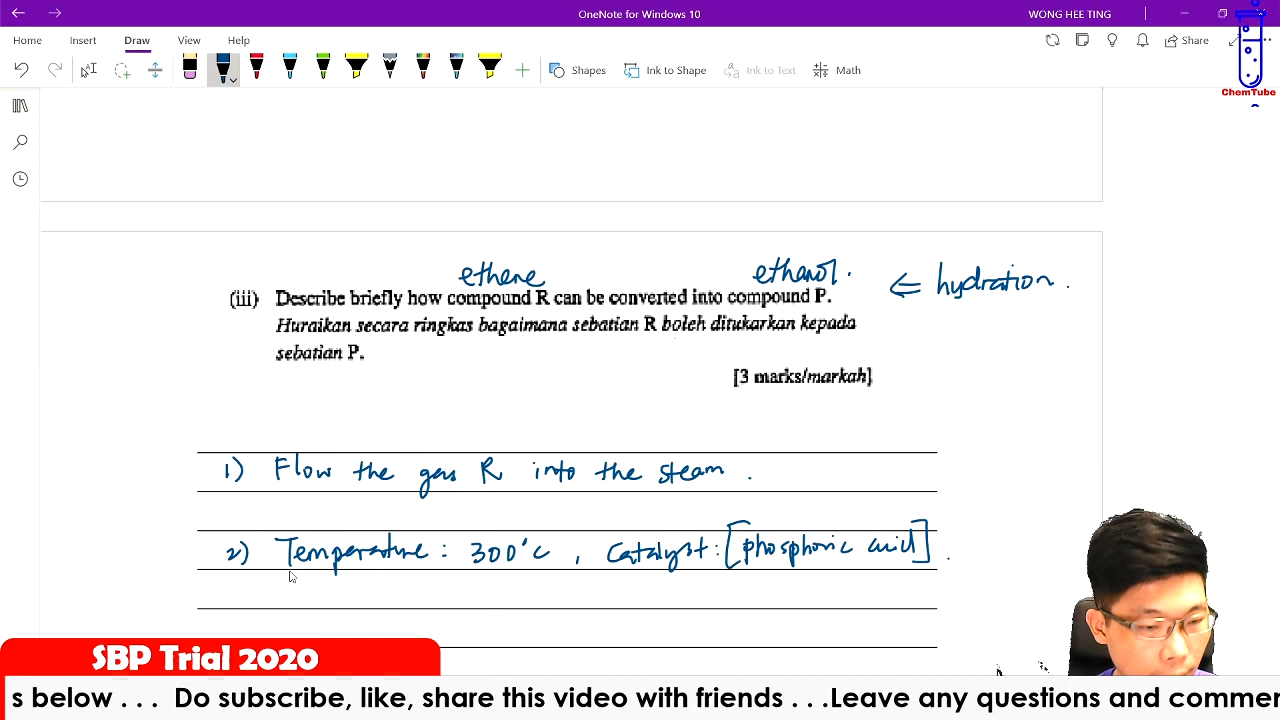 OneNote for Windows 10
WONG HEE TING
Home Insert Draw View Help
Share
Shapes Ink to Shape Ink to Text Math
ChemTube
ethene ethanol. ⇐ hydration.
(iii) Describe briefly how compound R can be converted into compound P.
Huraikan secara ringkas bagaimana sebatian R boleh ditukarkan kepada
sebatian P.
[3 marks/markah]
1) Flow the gas R into the steam.
2) Temperature: 300°C, Catalyst: [phosphoric acid].
SBP Trial 2020
s below . . . Do subscribe, like, share this video with friends . . .Leave any questions and comme